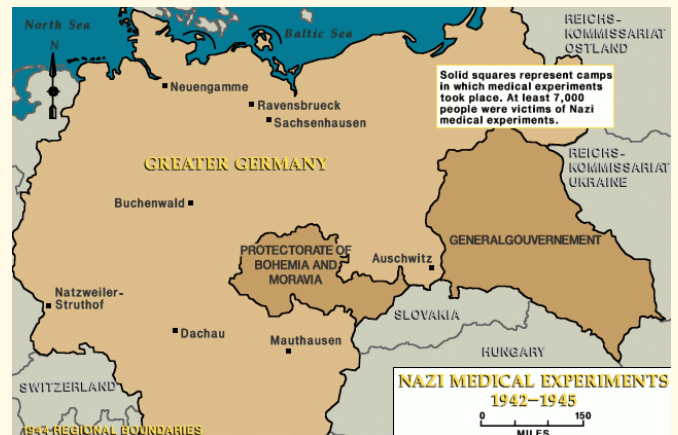 North Sea
Baltic Sea
REICHS-
KOMMISSARIAT
OSTLAND
N
Solid squares represent camps
in which medical experiments
took place. At least 7,000
people were victims of Nazi
medical experiments.
Neuengamme
Ravensbrueck
Sachsenhausen
GREATER GERMANY
REICHS-
KOMMISSARIAT
UKRAINE
Buchenwald
PROTECTORATE OF
BOHEMIA AND
MORAVIA
Auschwitz
GENERALGOUVERNEMENT
Natzweiler-
Struthof
Dachau
Mauthausen
SLOVAKIA
HUNGARY
SWITZERLAND
NAZI MEDICAL EXPERIMENTS
1942–1945
0 150
MILES
1944 REGIONAL BOUNDARIES